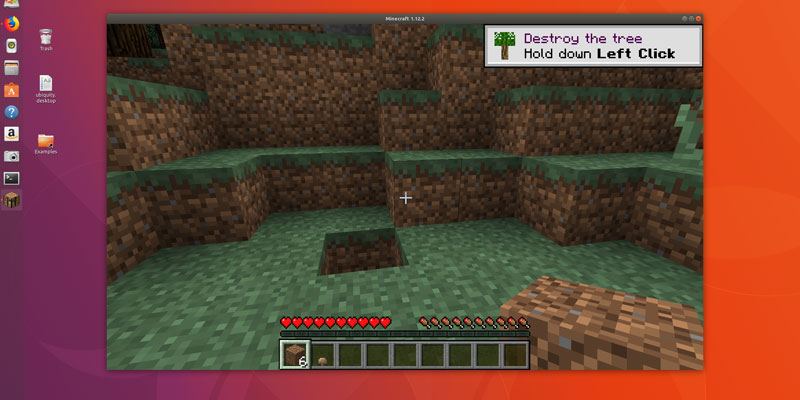 Minecraft 1.12.2
Trash
ubiquity.
desktop
Examples
Destroy the tree
Hold down Left Click
6